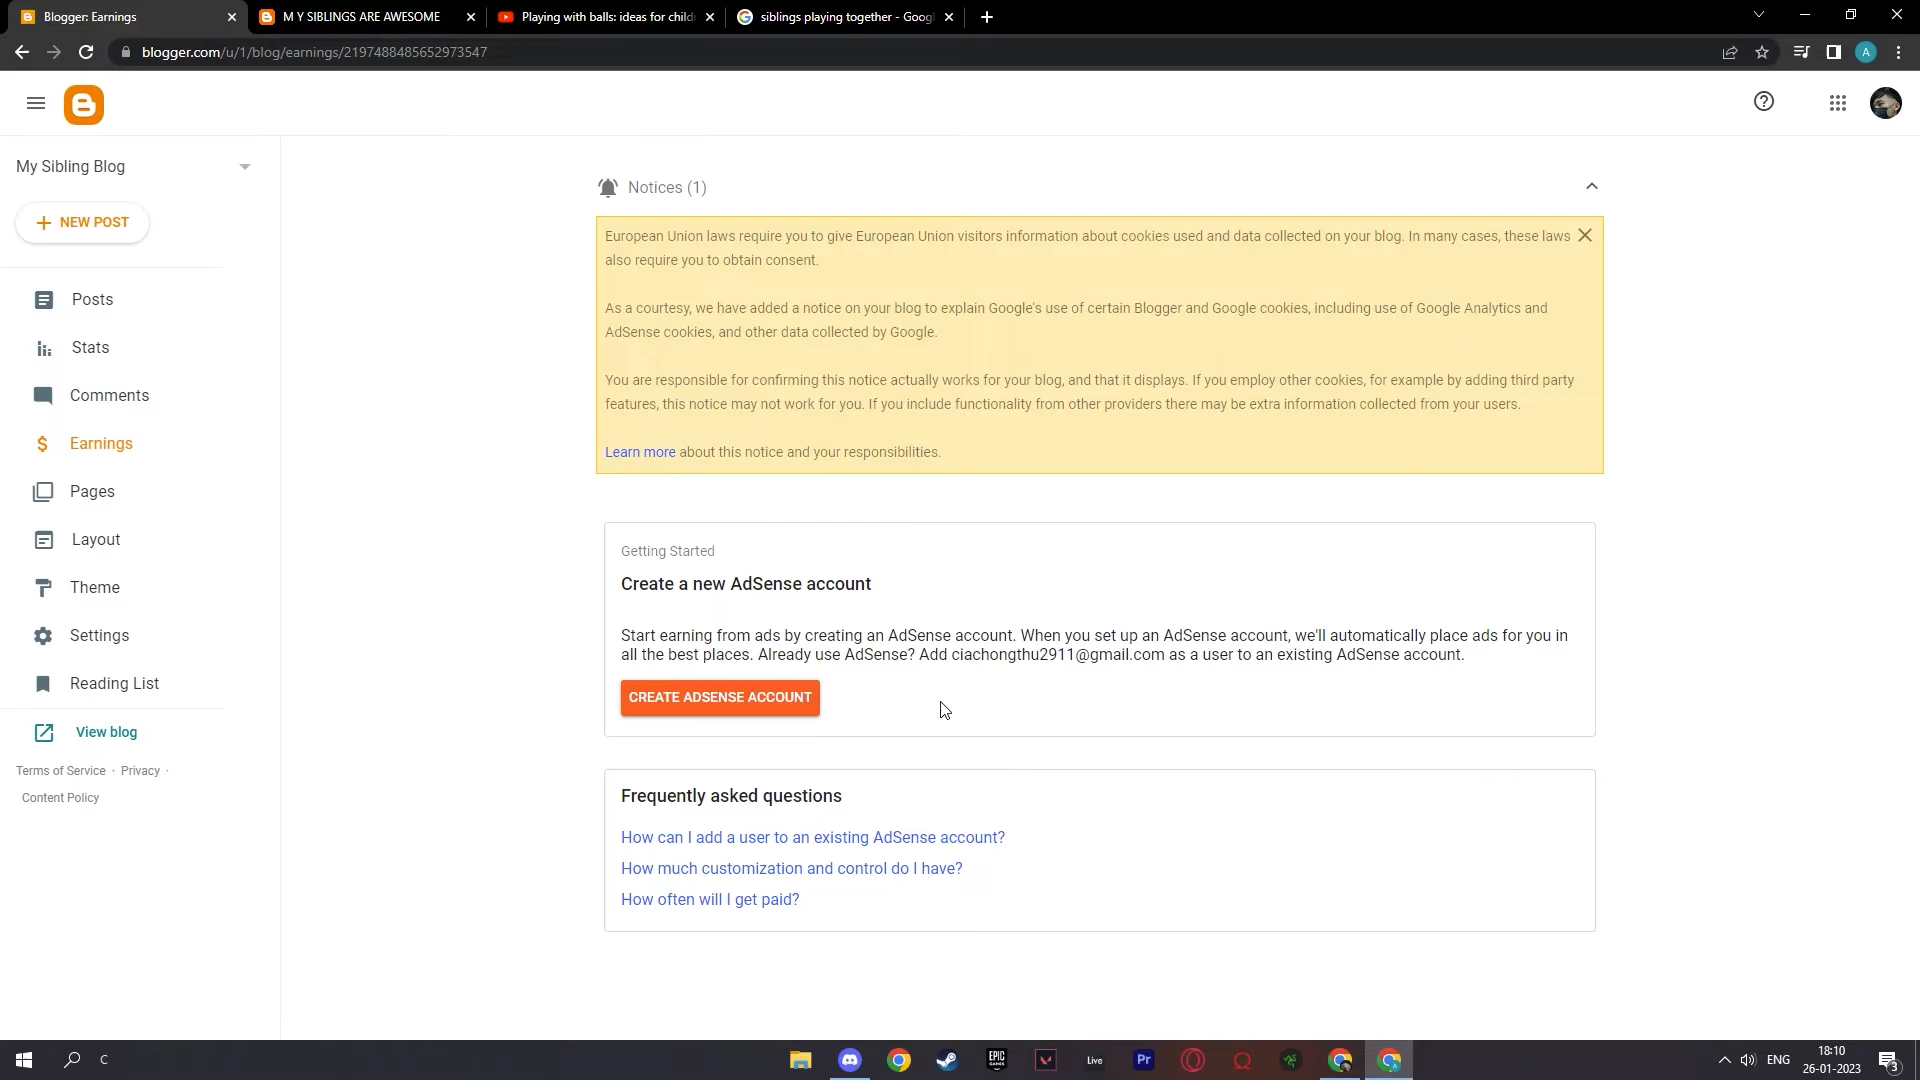 Blogger: Earnings
M Y SIBLINGS ARE AWESOME
Playing with balls: ideas for child
siblings playing together - Googl
blogger.com/u/1/blog/earnings/2197488485652973547
A
My Sibling Blog
NEW POST
Posts
Stats
Comments
Earnings
Pages
Layout
Theme
Settings
Reading List
View blog
Terms of Service · Privacy ·
Content Policy
Notices (1)
European Union laws require you to give European Union visitors information about cookies used and data collected on your blog. In many cases, these laws
also require you to obtain consent.
As a courtesy, we have added a notice on your blog to explain Google's use of certain Blogger and Google cookies, including use of Google Analytics and
AdSense cookies, and other data collected by Google.
You are responsible for confirming this notice actually works for your blog, and that it displays. If you employ other cookies, for example by adding third party
features, this notice may not work for you. If you include functionality from other providers there may be extra information collected from your users.
Learn more about this notice and your responsibilities.
Getting Started
Create a new AdSense account
Start earning from ads by creating an AdSense account. When you set up an AdSense account, we'll automatically place ads for you in
all the best places. Already use AdSense? Add ciachongthu2911@gmail.com as a user to an existing AdSense account.
CREATE ADSENSE ACCOUNT
Frequently asked questions
How can I add a user to an existing AdSense account?
How much customization and control do I have?
How often will I get paid?
C
EPIC
GAMES
Live
Pr
ENG
18:10
26-01-2023
3